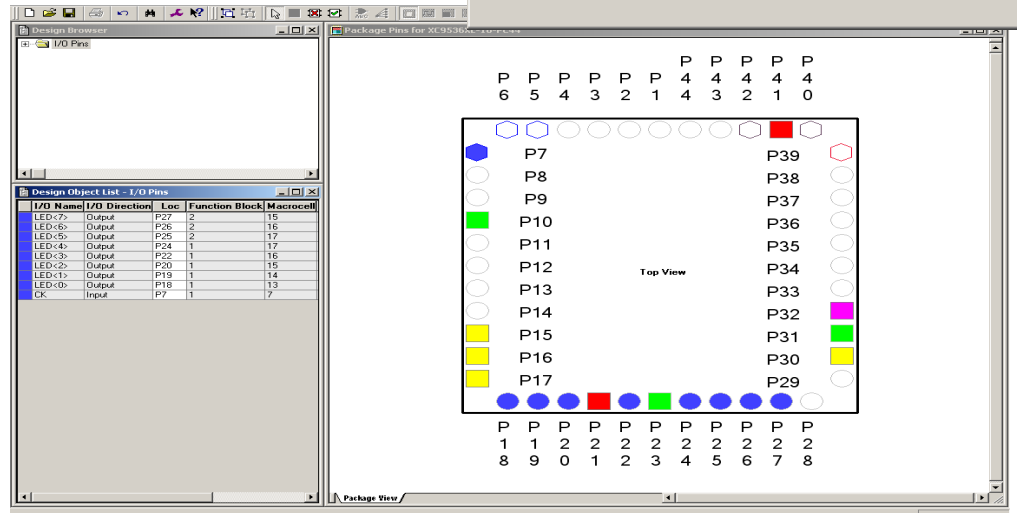 Design Browser
I/O Pins
Design Object List - I/O Pins
I/O Name I/O Direction Loc Function Block Macrocell
LED<7> Output P27 2 15
LED<6> Output P26 2 16
LED<5> Output P25 2 17
LED<4> Output P24 1 17
LED<3> Output P22 1 16
LED<2> Output P20 1 15
LED<1> Output P19 1 14
LED<0> Output P18 1 13
CK Input P7 1 7
Package Pins for
P6 P5 P4 P3 P2 P1 P44 P43 P42 P41 P40
P7 P39
P8 P38
P9 P37
P10 P36
P11 P35
P12 Top View P34
P13 P33
P14 P32
P15 P31
P16 P30
P17 P29
P18 P19 P20 P21 P22 P23 P24 P25 P26 P27 P28
Package View